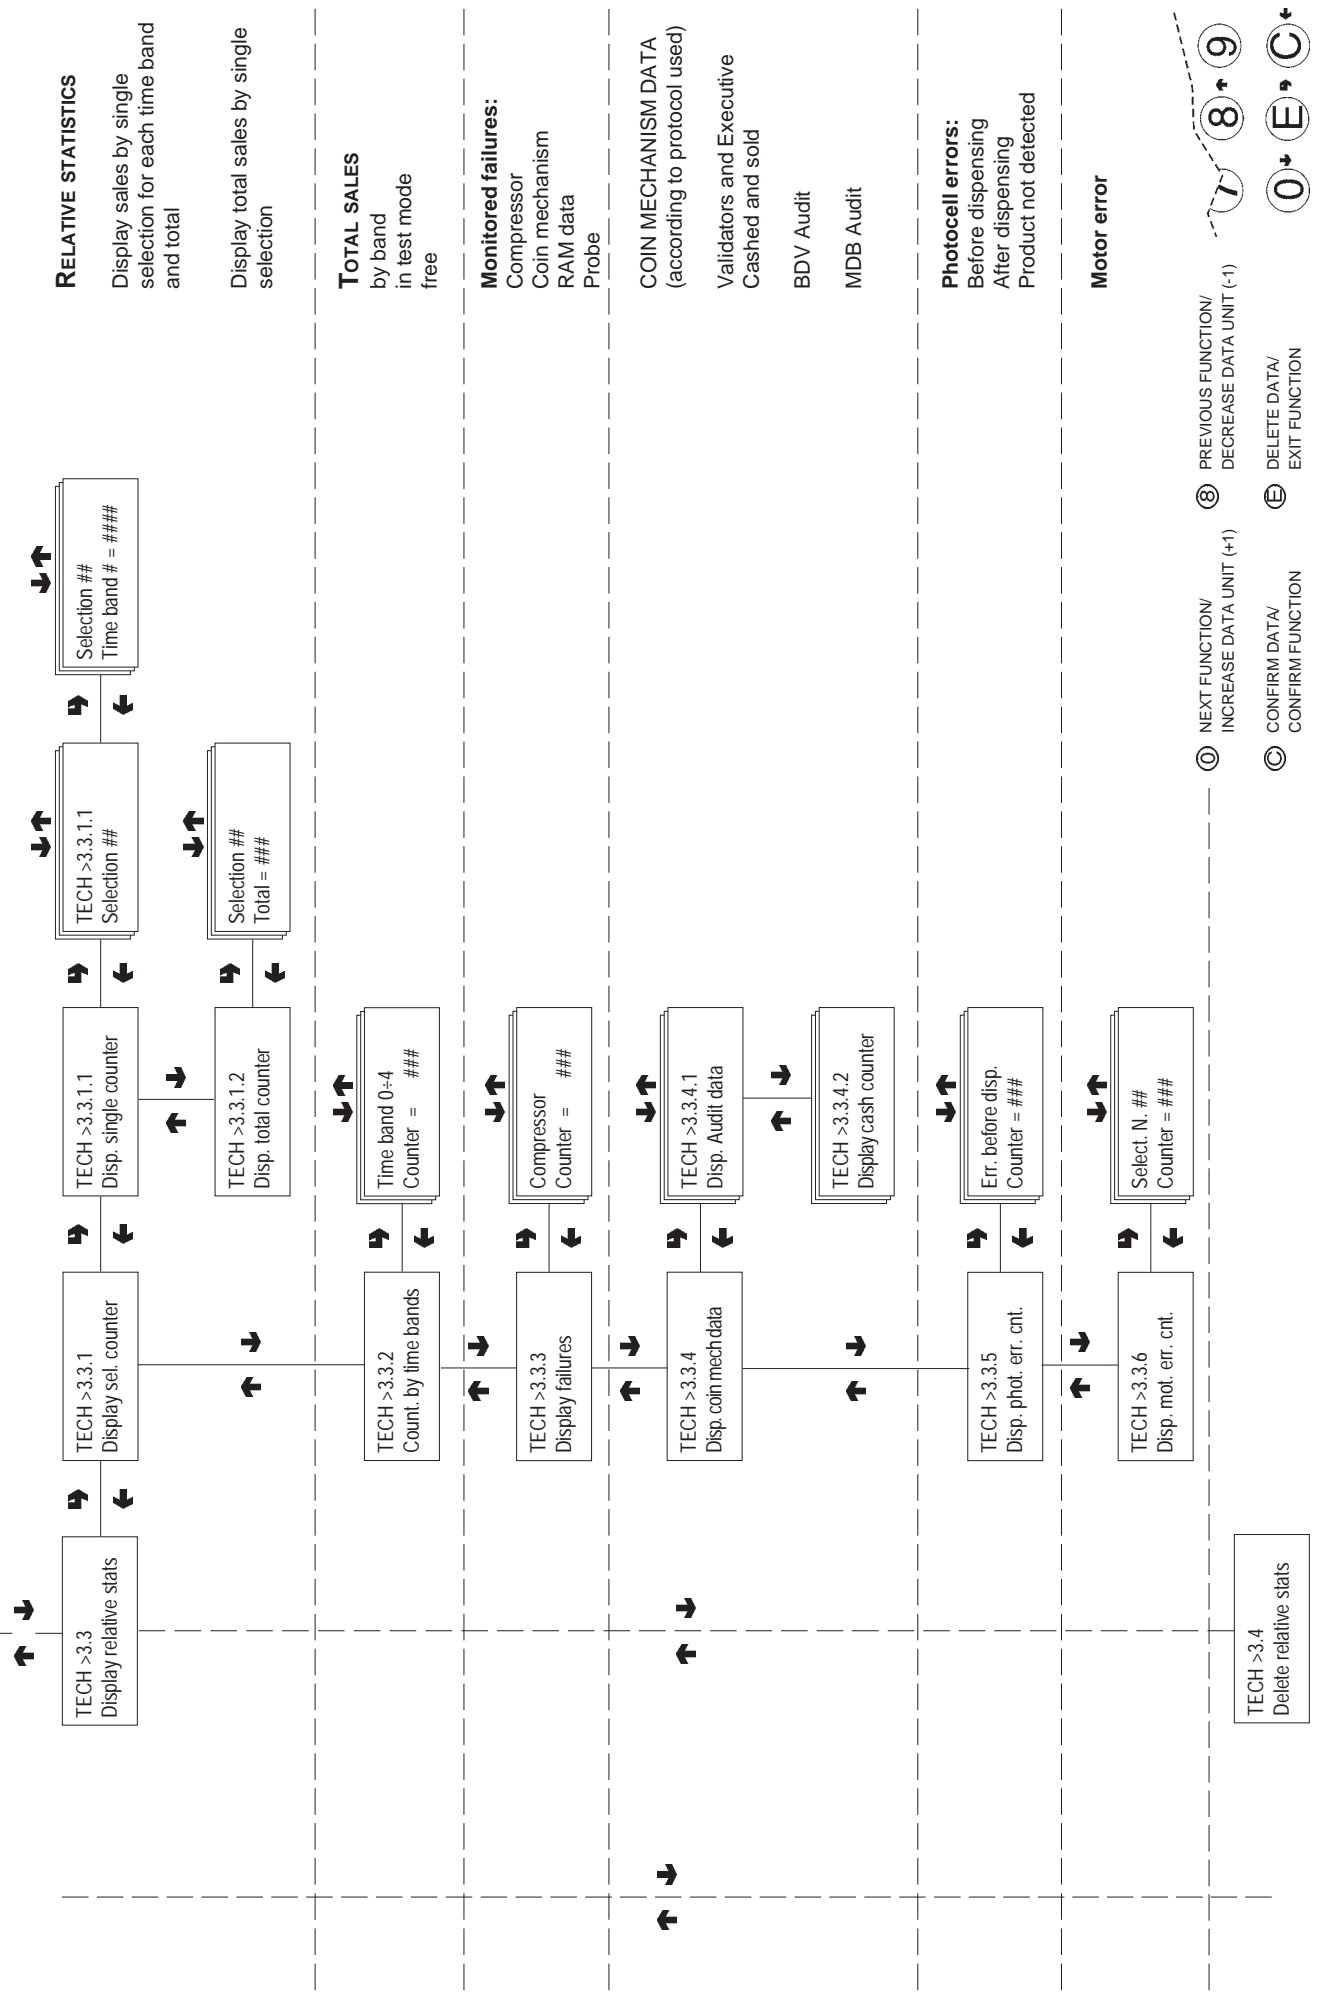 TECH >3.3
Display relative stats
TECH >3.3.1
Display sel. counter
TECH >3.3.1.1
Disp. single counter
TECH >3.3.1.1
Selection ##
Selection ##
Time band # = ####
RELATIVE STATISTICS
Display sales by single
selection for each time band
and total
TECH >3.3.1.2
Disp. total counter
Selection ##
Total = ###
Display total sales by single
selection
TECH >3.3.2
Count. by time bands
Time band 0÷4
Counter = ###
TOTAL SALES
by band
in test mode
free
TECH >3.3.3
Display failures
Compressor
Counter = ###
Monitored failures:
Compressor
Coin mechanism
RAM data
Probe
TECH >3.3.4
Disp. coin mech data
TECH >3.3.4.1
Disp. Audit data
COIN MECHANISM DATA
(according to protocol used)
Validators and Executive
Cashed and sold
BDV Audit
TECH >3.3.4.2
Display cash counter
MDB Audit
TECH >3.3.5
Disp. phot. err. cnt.
Err. before disp.
Counter = ###
Photocell errors:
Before dispensing
After dispensing
Product not detected
TECH >3.3.6
Disp. mot. err. cnt.
Select. N. ##
Counter = ###
Motor error
TECH >3.4
Delete relative stats
0 NEXT FUNCTION/
INCREASE DATA UNIT (+1)
8 PREVIOUS FUNCTION/
DECREASE DATA UNIT (-1)
C CONFIRM DATA/
CONFIRM FUNCTION
E DELETE DATA/
EXIT FUNCTION
7 8 9
0 E C